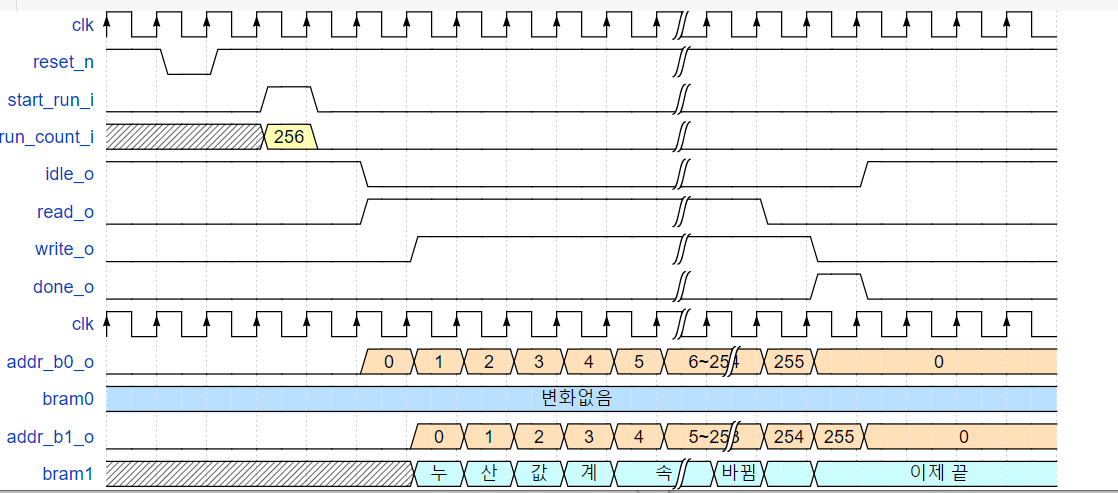 clk
reset_n
start_run_i
run_count_i 256
idle_o
read_o
write_o
done_o
clk
addr_b0_o 0 1 2 3 4 5 6~254 255 0
bram0 변화없음
addr_b1_o 0 1 2 3 4 5~253 254 255 0
bram1 누 산 값 계 속 바뀜 이제 끝